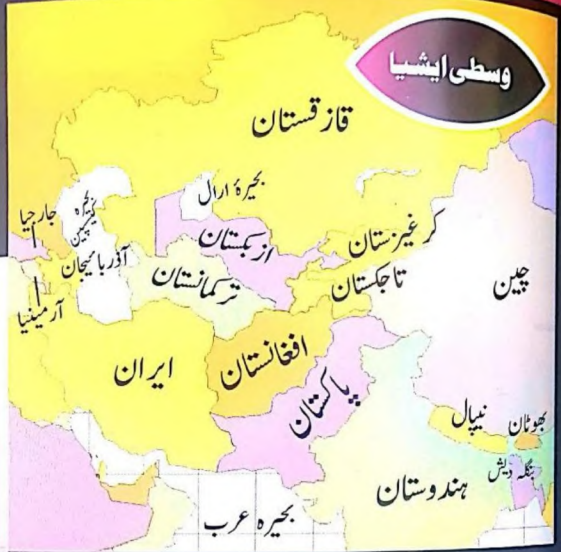 وسطی ایشیا
قازقستان
بحیرۂ ارال
بحیرہ
کیسپین
جارجیا
ازبکستان
کرغیزستان
آذربائیجان
ترکمانستان
تاجکستان
چین
آرمینیا
ایران
افغانستان
پاکستان
نیپال
بھوٹان
بنگلہ دیش
ہندوستان
بحیرہ عرب